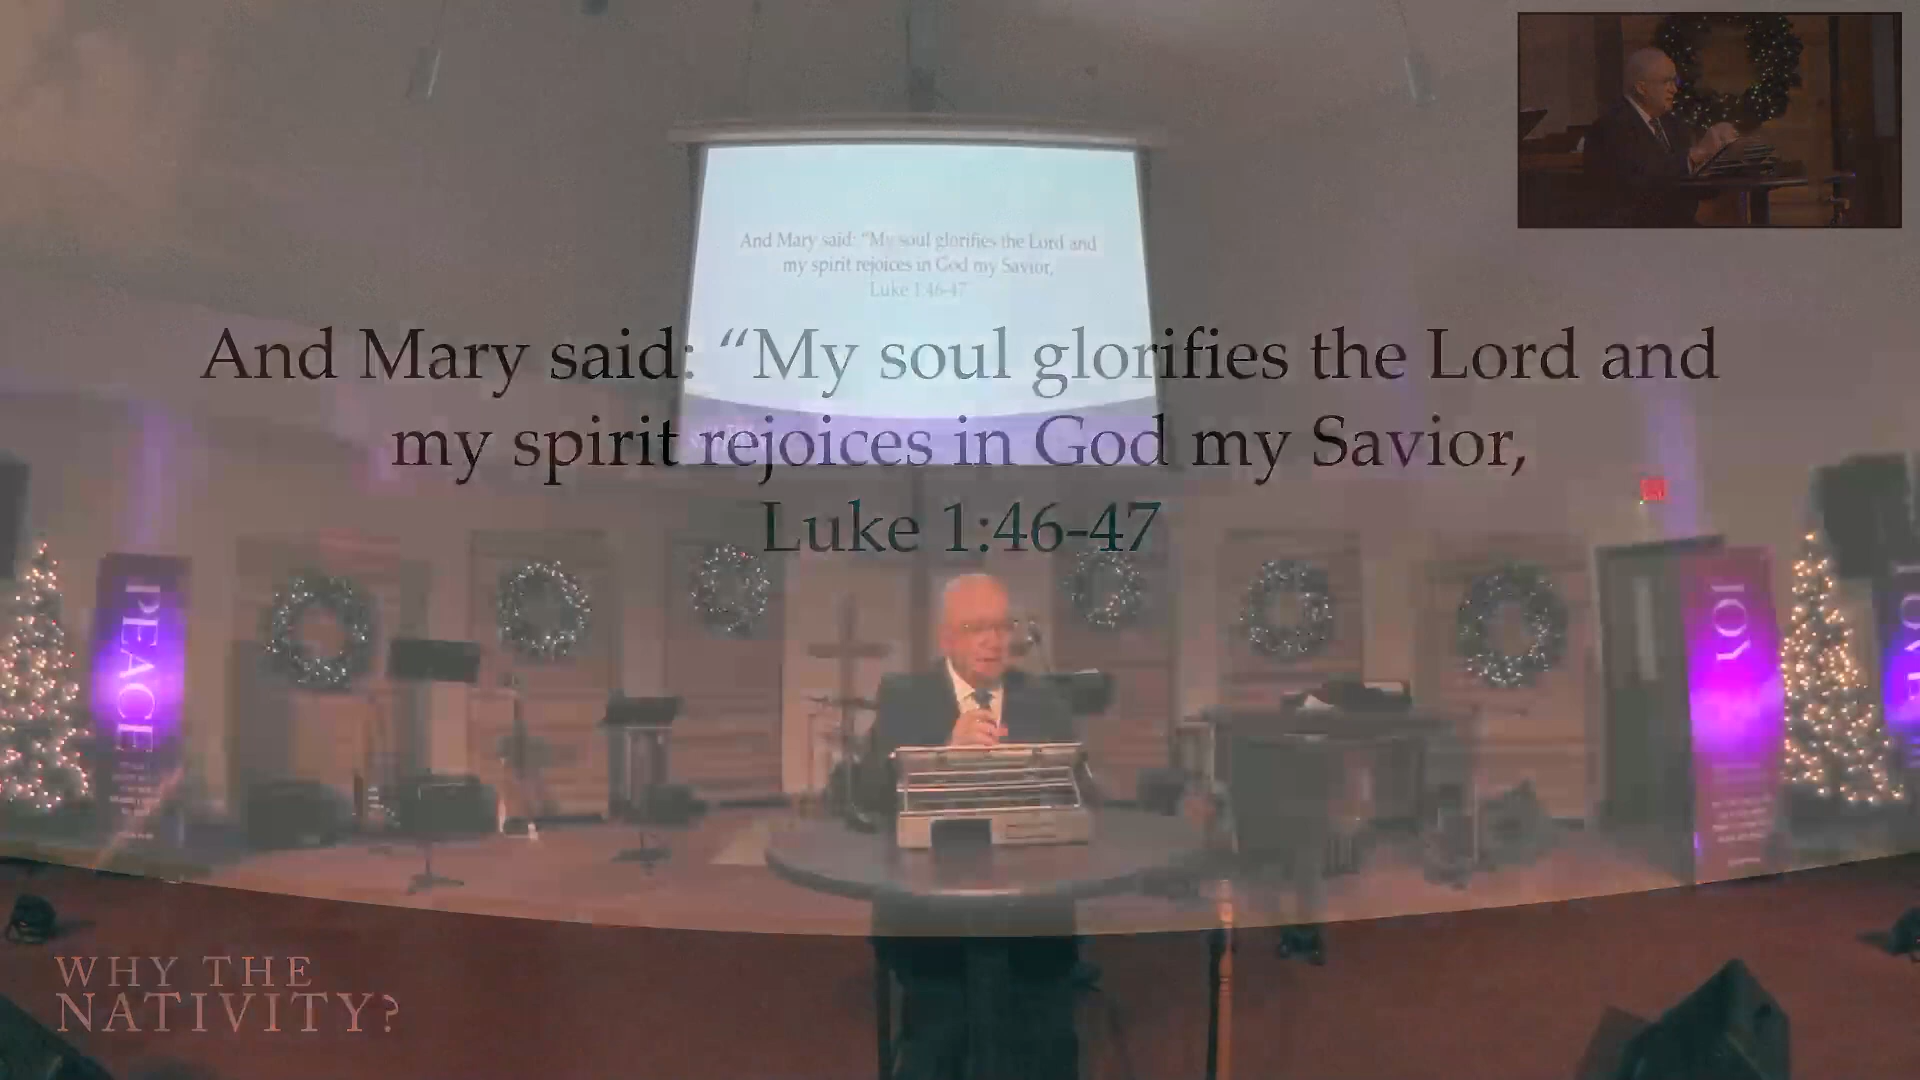 And Mary said: “My soul glorifies the Lord and
my spirit rejoices in God my Savior,
Luke 1:46-47
And Mary said: “My soul glorifies the Lord and
my spirit rejoices in God my Savior,
Luke 1:46-47
PEACE
JOY
WHY THE
NATIVITY?